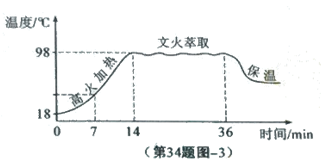 温度/℃
98
文火萃取
高火加热
保温
18
0 7 14 36 时间/min
(第34题图-3)